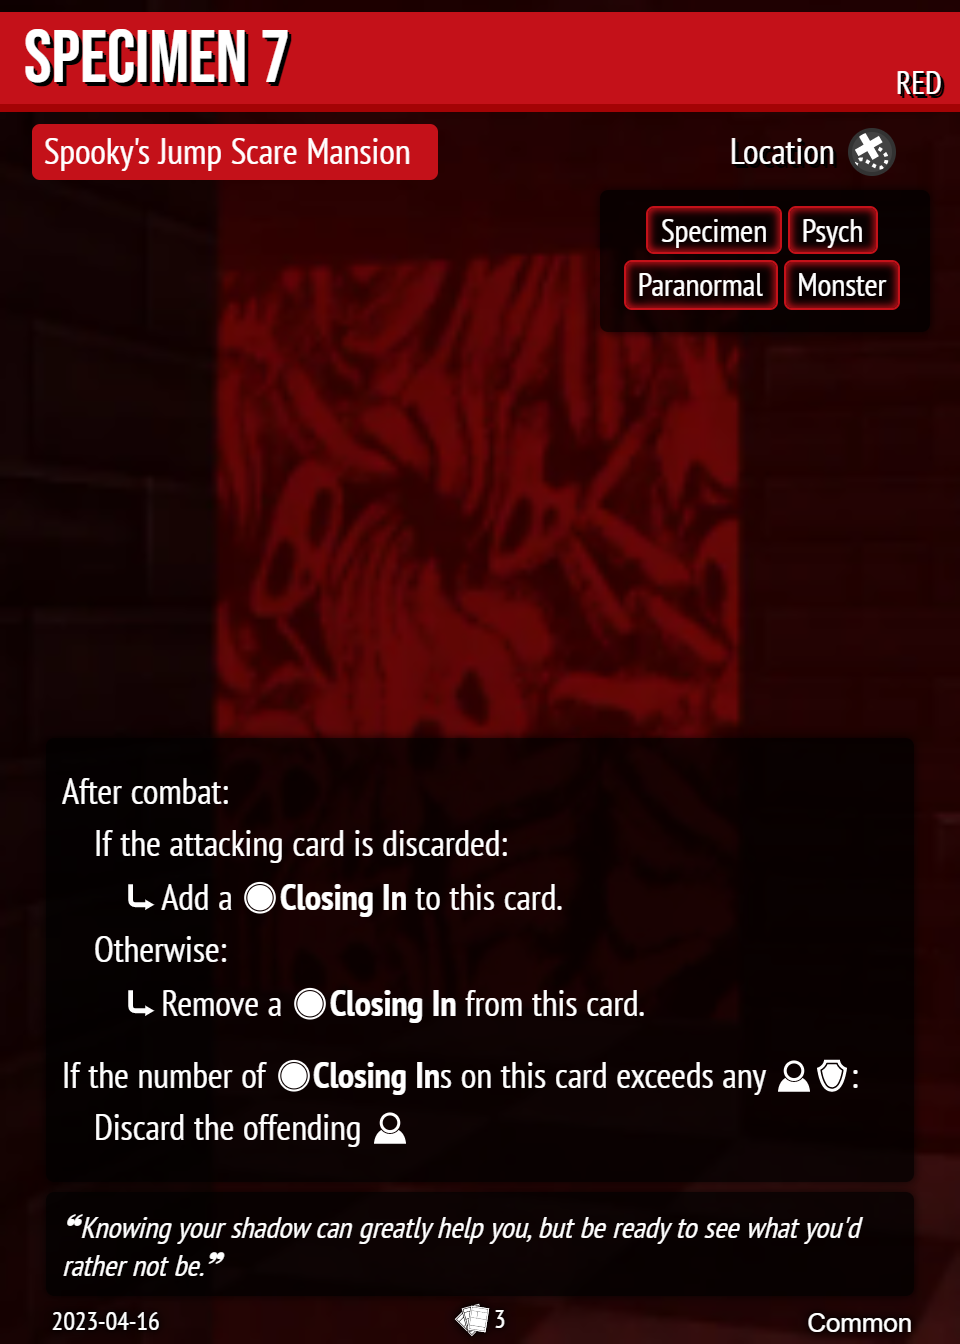 SPECIMEN 7
RED
Spooky's Jump Scare Mansion
Location
Specimen
Psych
Paranormal
Monster
After combat:
If the attacking card is discarded:
Add a Closing In to this card.
Otherwise:
Remove a Closing In from this card.
If the number of Closing Ins on this card exceeds any :
Discard the offending
“Knowing your shadow can greatly help you, but be ready to see what you'd
rather not be.”
2023-04-16
3
Common